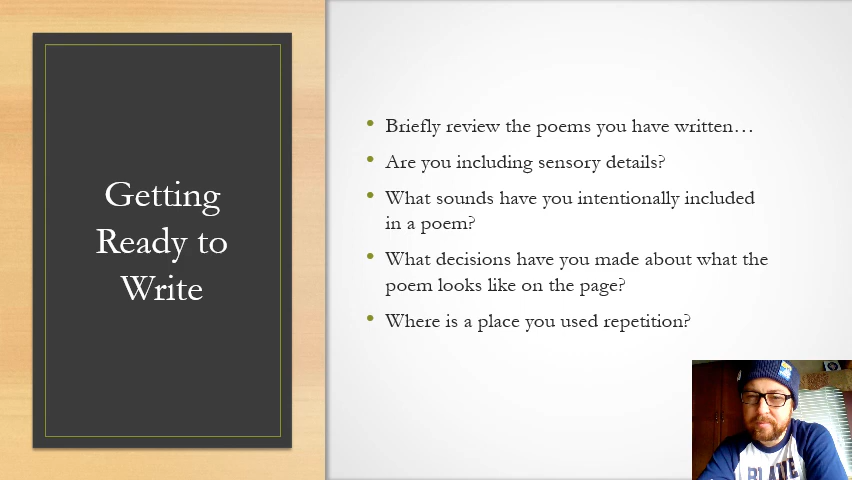 Getting
Ready to
Write
• Briefly review the poems you have written…
• Are you including sensory details?
• What sounds have you intentionally included
in a poem?
• What decisions have you made about what the
poem looks like on the page?
• Where is a place you used repetition?